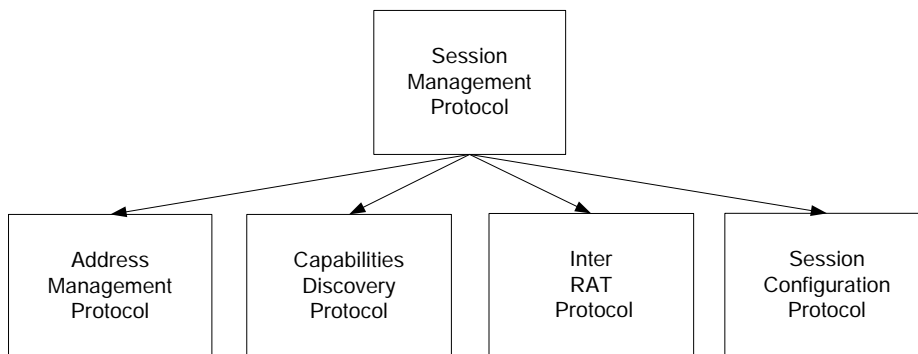 Session
Management
Protocol
Address
Management
Protocol
Capabilities
Discovery
Protocol
Inter
RAT
Protocol
Session
Configuration
Protocol